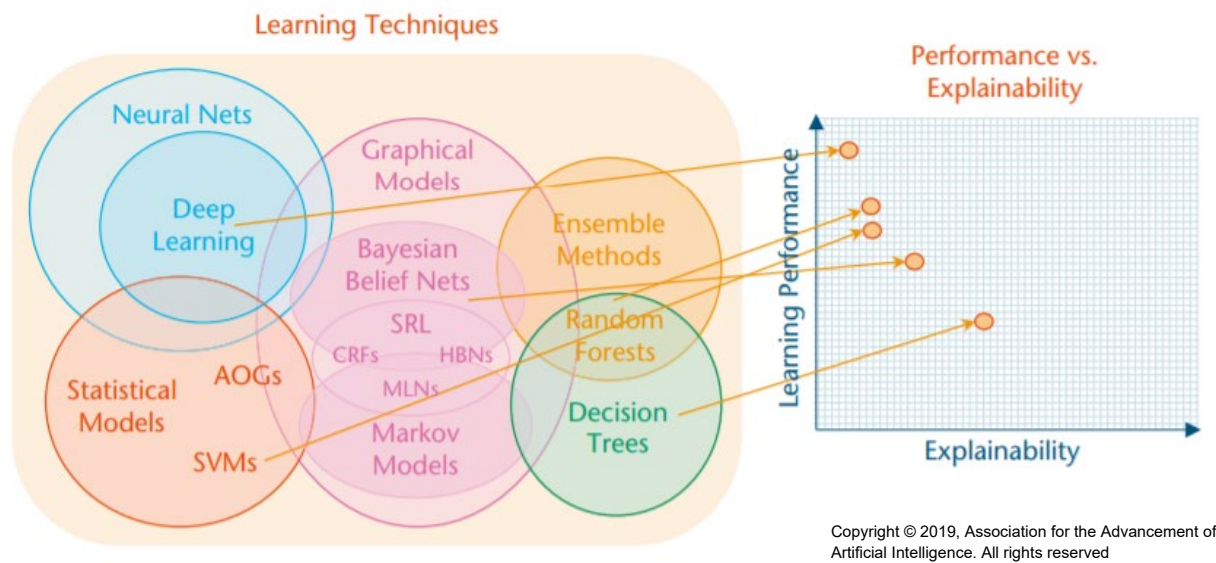 Learning Techniques
Neural Nets
Deep
Learning
Graphical
Models
Bayesian
Belief Nets
SRL
CRFs
HBNs
MLNs
Markov
Models
Ensemble
Methods
Random
Forests
Decision
Trees
Statistical
Models
AOGs
SVMs
Performance vs.
Explainability
Learning Performance
Explainability
Copyright © 2019, Association for the Advancement of
Artificial Intelligence. All rights reserved